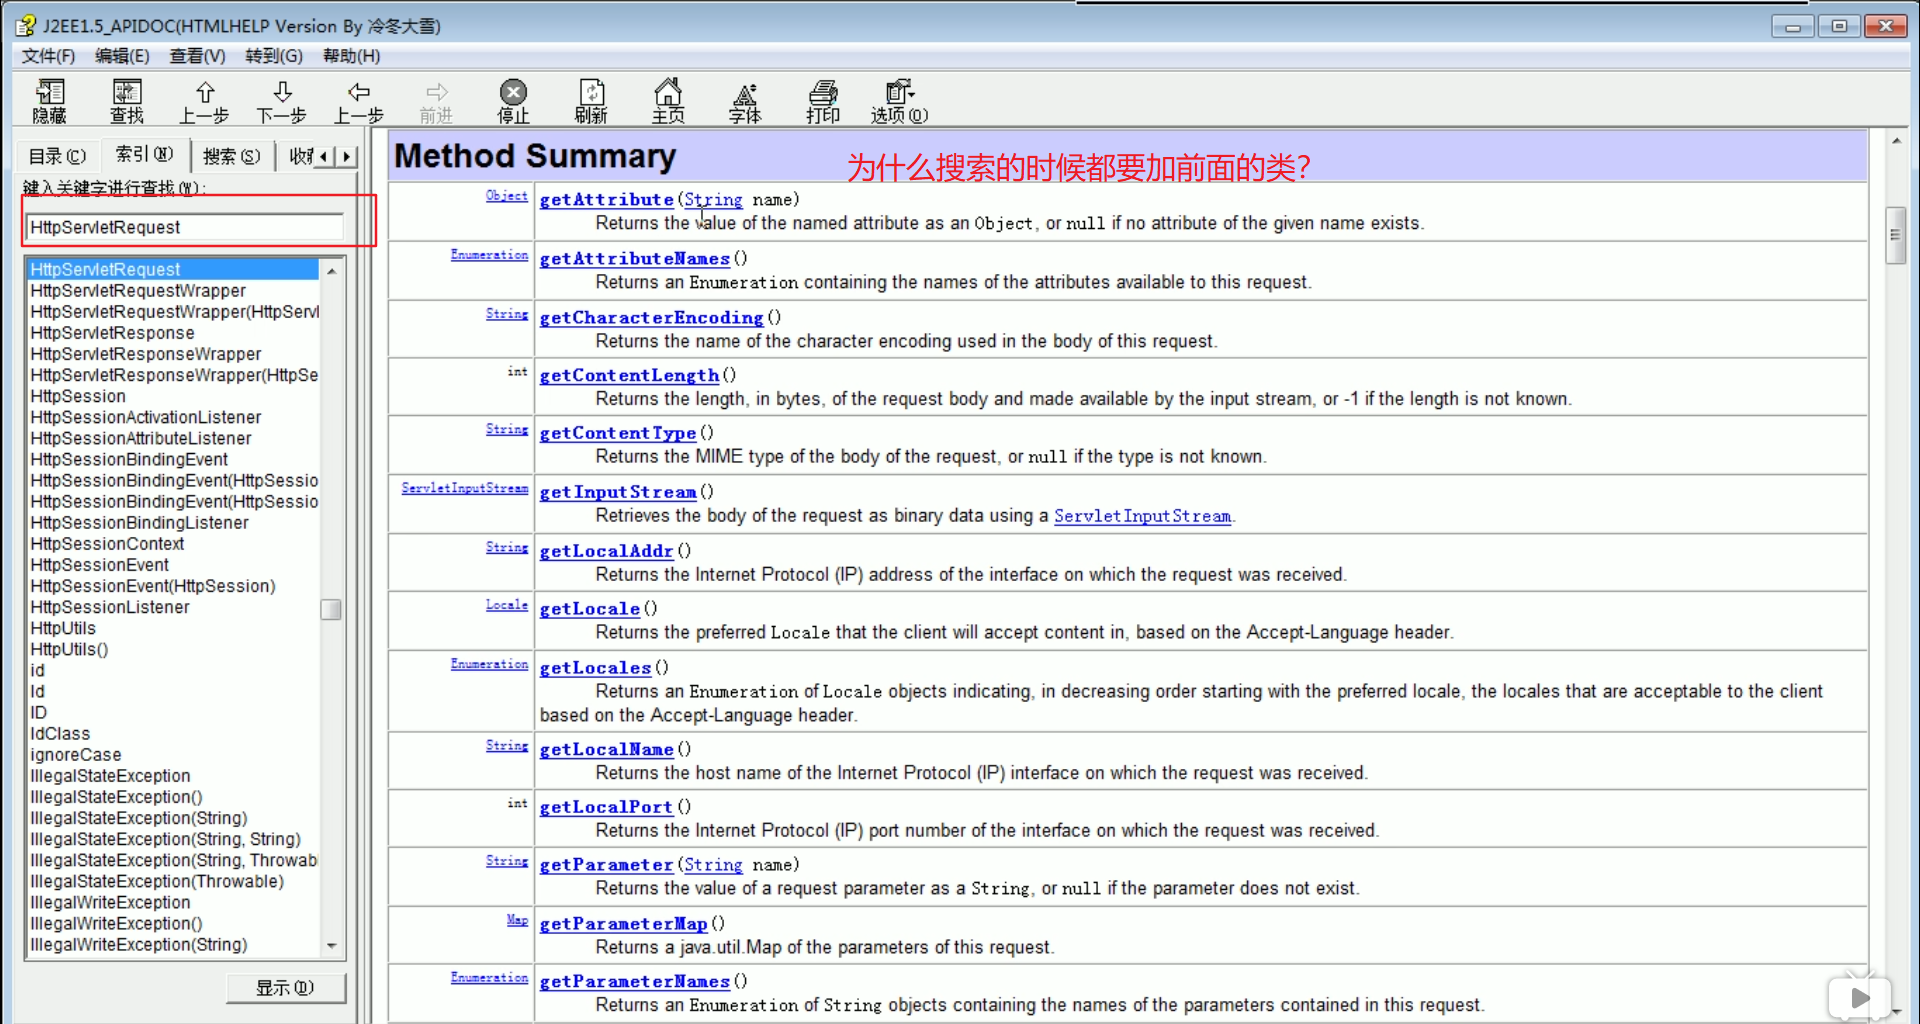 J2EE1.5_APIDOC(HTMLHELP Version By 冷冬大雪)
文件(F) 编辑(E) 查看(V) 转到(G) 帮助(H)
隐藏 查找 上一步 下一步 上一步 前进 停止 刷新 主页 字体 打印 选项(O)
目录(C) 索引(N) 搜索(S)
键入关键字进行查找(W):
HttpServletRequest
HttpServletRequest
HttpServletRequestWrapper
HttpServletRequestWrapper(HttpServl
HttpServletResponse
HttpServletResponseWrapper
HttpServletResponseWrapper(HttpSe
HttpSession
HttpSessionActivationListener
HttpSessionAttributeListener
HttpSessionBindingEvent
HttpSessionBindingEvent(HttpSessio
HttpSessionBindingEvent(HttpSessio
HttpSessionBindingListener
HttpSessionContext
HttpSessionEvent
HttpSessionEvent(HttpSession)
HttpSessionListener
HttpUtils
HttpUtils()
id
Id
ID
IdClass
ignoreCase
IllegalStateException
IllegalStateException()
IllegalStateException(String)
IllegalStateException(String, String)
IllegalStateException(String, Throwabl
IllegalStateException(Throwable)
IllegalWriteException
IllegalWriteException()
IllegalWriteException(String)
显示(D)
Method Summary
为什么搜索的时候都要加前面的类?
Object getAttribute(String name)
Returns the value of the named attribute as an Object, or null if no attribute of the given name exists.
Enumeration getAttributeNames()
Returns an Enumeration containing the names of the attributes available to this request.
String getCharacterEncoding()
Returns the name of the character encoding used in the body of this request.
int getContentLength()
Returns the length, in bytes, of the request body and made available by the input stream, or -1 if the length is not known.
String getContentType()
Returns the MIME type of the body of the request, or null if the type is not known.
ServletInputStream getInputStream()
Retrieves the body of the request as binary data using a ServletInputStream.
String getLocalAddr()
Returns the Internet Protocol (IP) address of the interface on which the request was received.
Locale getLocale()
Returns the preferred Locale that the client will accept content in, based on the Accept-Language header.
Enumeration getLocales()
Returns an Enumeration of Locale objects indicating, in decreasing order starting with the preferred locale, the locales that are acceptable to the client
based on the Accept-Language header.
String getLocalName()
Returns the host name of the Internet Protocol (IP) interface on which the request was received.
int getLocalPort()
Returns the Internet Protocol (IP) port number of the interface on which the request was received.
String getParameter(String name)
Returns the value of a request parameter as a String, or null if the parameter does not exist.
Map getParameterMap()
Returns a java.util.Map of the parameters of this request.
Enumeration getParameterNames()
Returns an Enumeration of String objects containing the names of the parameters contained in this request.